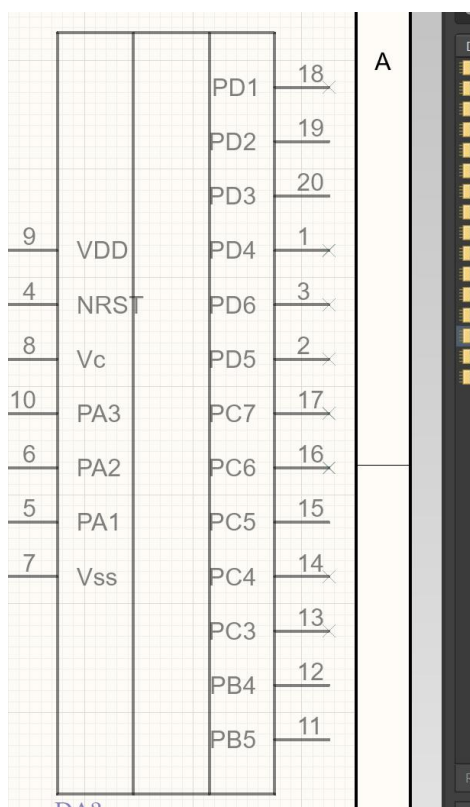 A
PD1 18
PD2 19
PD3 20
9 VDD PD4 1
4 NRST PD6 3
8 Vc PD5 2
10 PA3 PC7 17
6 PA2 PC6 16
5 PA1 PC5 15
7 Vss PC4 14
PC3 13
PB4 12
PB5 11